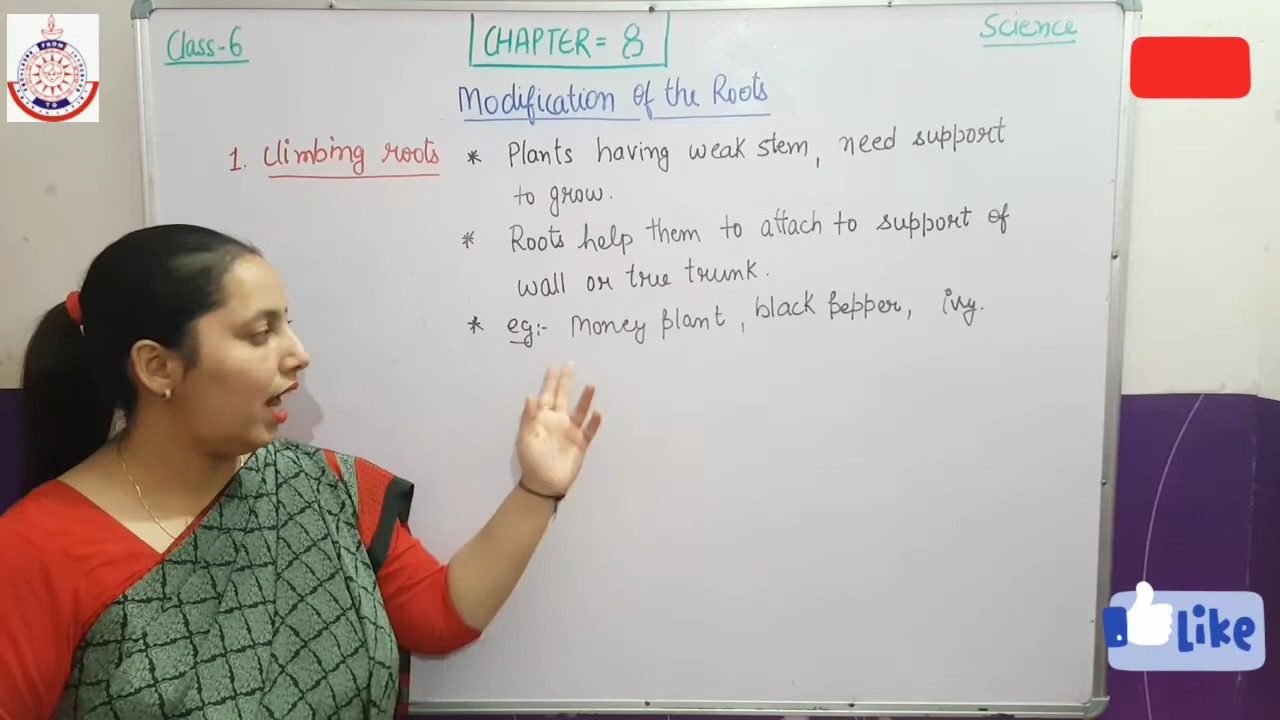 Class-6
CHAPTER = 8
Science
Modification of the Roots
1. Climbing roots * Plants having weak stem, need support
to grow.
* Roots help them to attach to support of
wall or true trunk.
* eg:- Money plant, black pepper, ivy.
Like